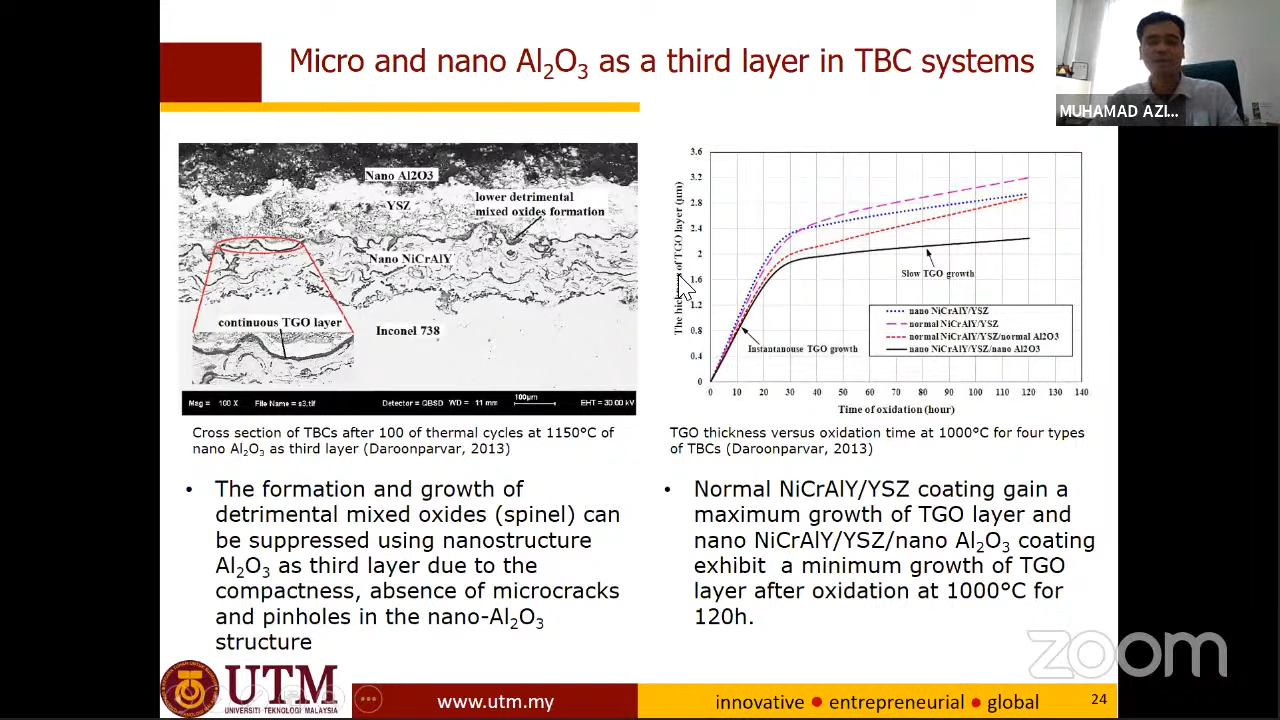 Micro and nano Al2O3 as a third layer in TBC systems
MUHAMAD AZI...
Nano Al2O3
YSZ
lower detrimental
mixed oxides formation
Nano NiCrAlY
continuous TGO layer
Inconel 738
Mag = 100 X File Name = s3.tif Detector = QBSD WD = 11 mm 100µm EHT = 30.00 kV
Cross section of TBCs after 100 of thermal cycles at 1150°C of
nano Al2O3 as third layer (Daroonparvar, 2013)
The thickness of TGO layer (µm)
3.6
3.2
2.8
2.4
2
1.6
1.2
0.8
0.4
0
Slow TGO growth
Instantanouse TGO growth
nano NiCrAlY/YSZ
normal NiCrAlY/YSZ
normal NiCrAlY/YSZ/normal Al2O3
nano NiCrAlY/YSZ/nano Al2O3
0 10 20 30 40 50 60 70 80 90 100 110 120 130 140
Time of oxidation (hour)
TGO thickness versus oxidation time at 1000°C for four types
of TBCs (Daroonparvar, 2013)
• The formation and growth of
detrimental mixed oxides (spinel) can
be suppressed using nanostructure
Al2O3 as third layer due to the
compactness, absence of microcracks
and pinholes in the nano-Al2O3
structure
• Normal NiCrAlY/YSZ coating gain a
maximum growth of TGO layer and
nano NiCrAlY/YSZ/nano Al2O3 coating
exhibit a minimum growth of TGO
layer after oxidation at 1000°C for
120h.
zoom
UTM
UNIVERSITI TEKNOLOGI MALAYSIA
www.utm.my
innovative ● entrepreneurial ● global
24